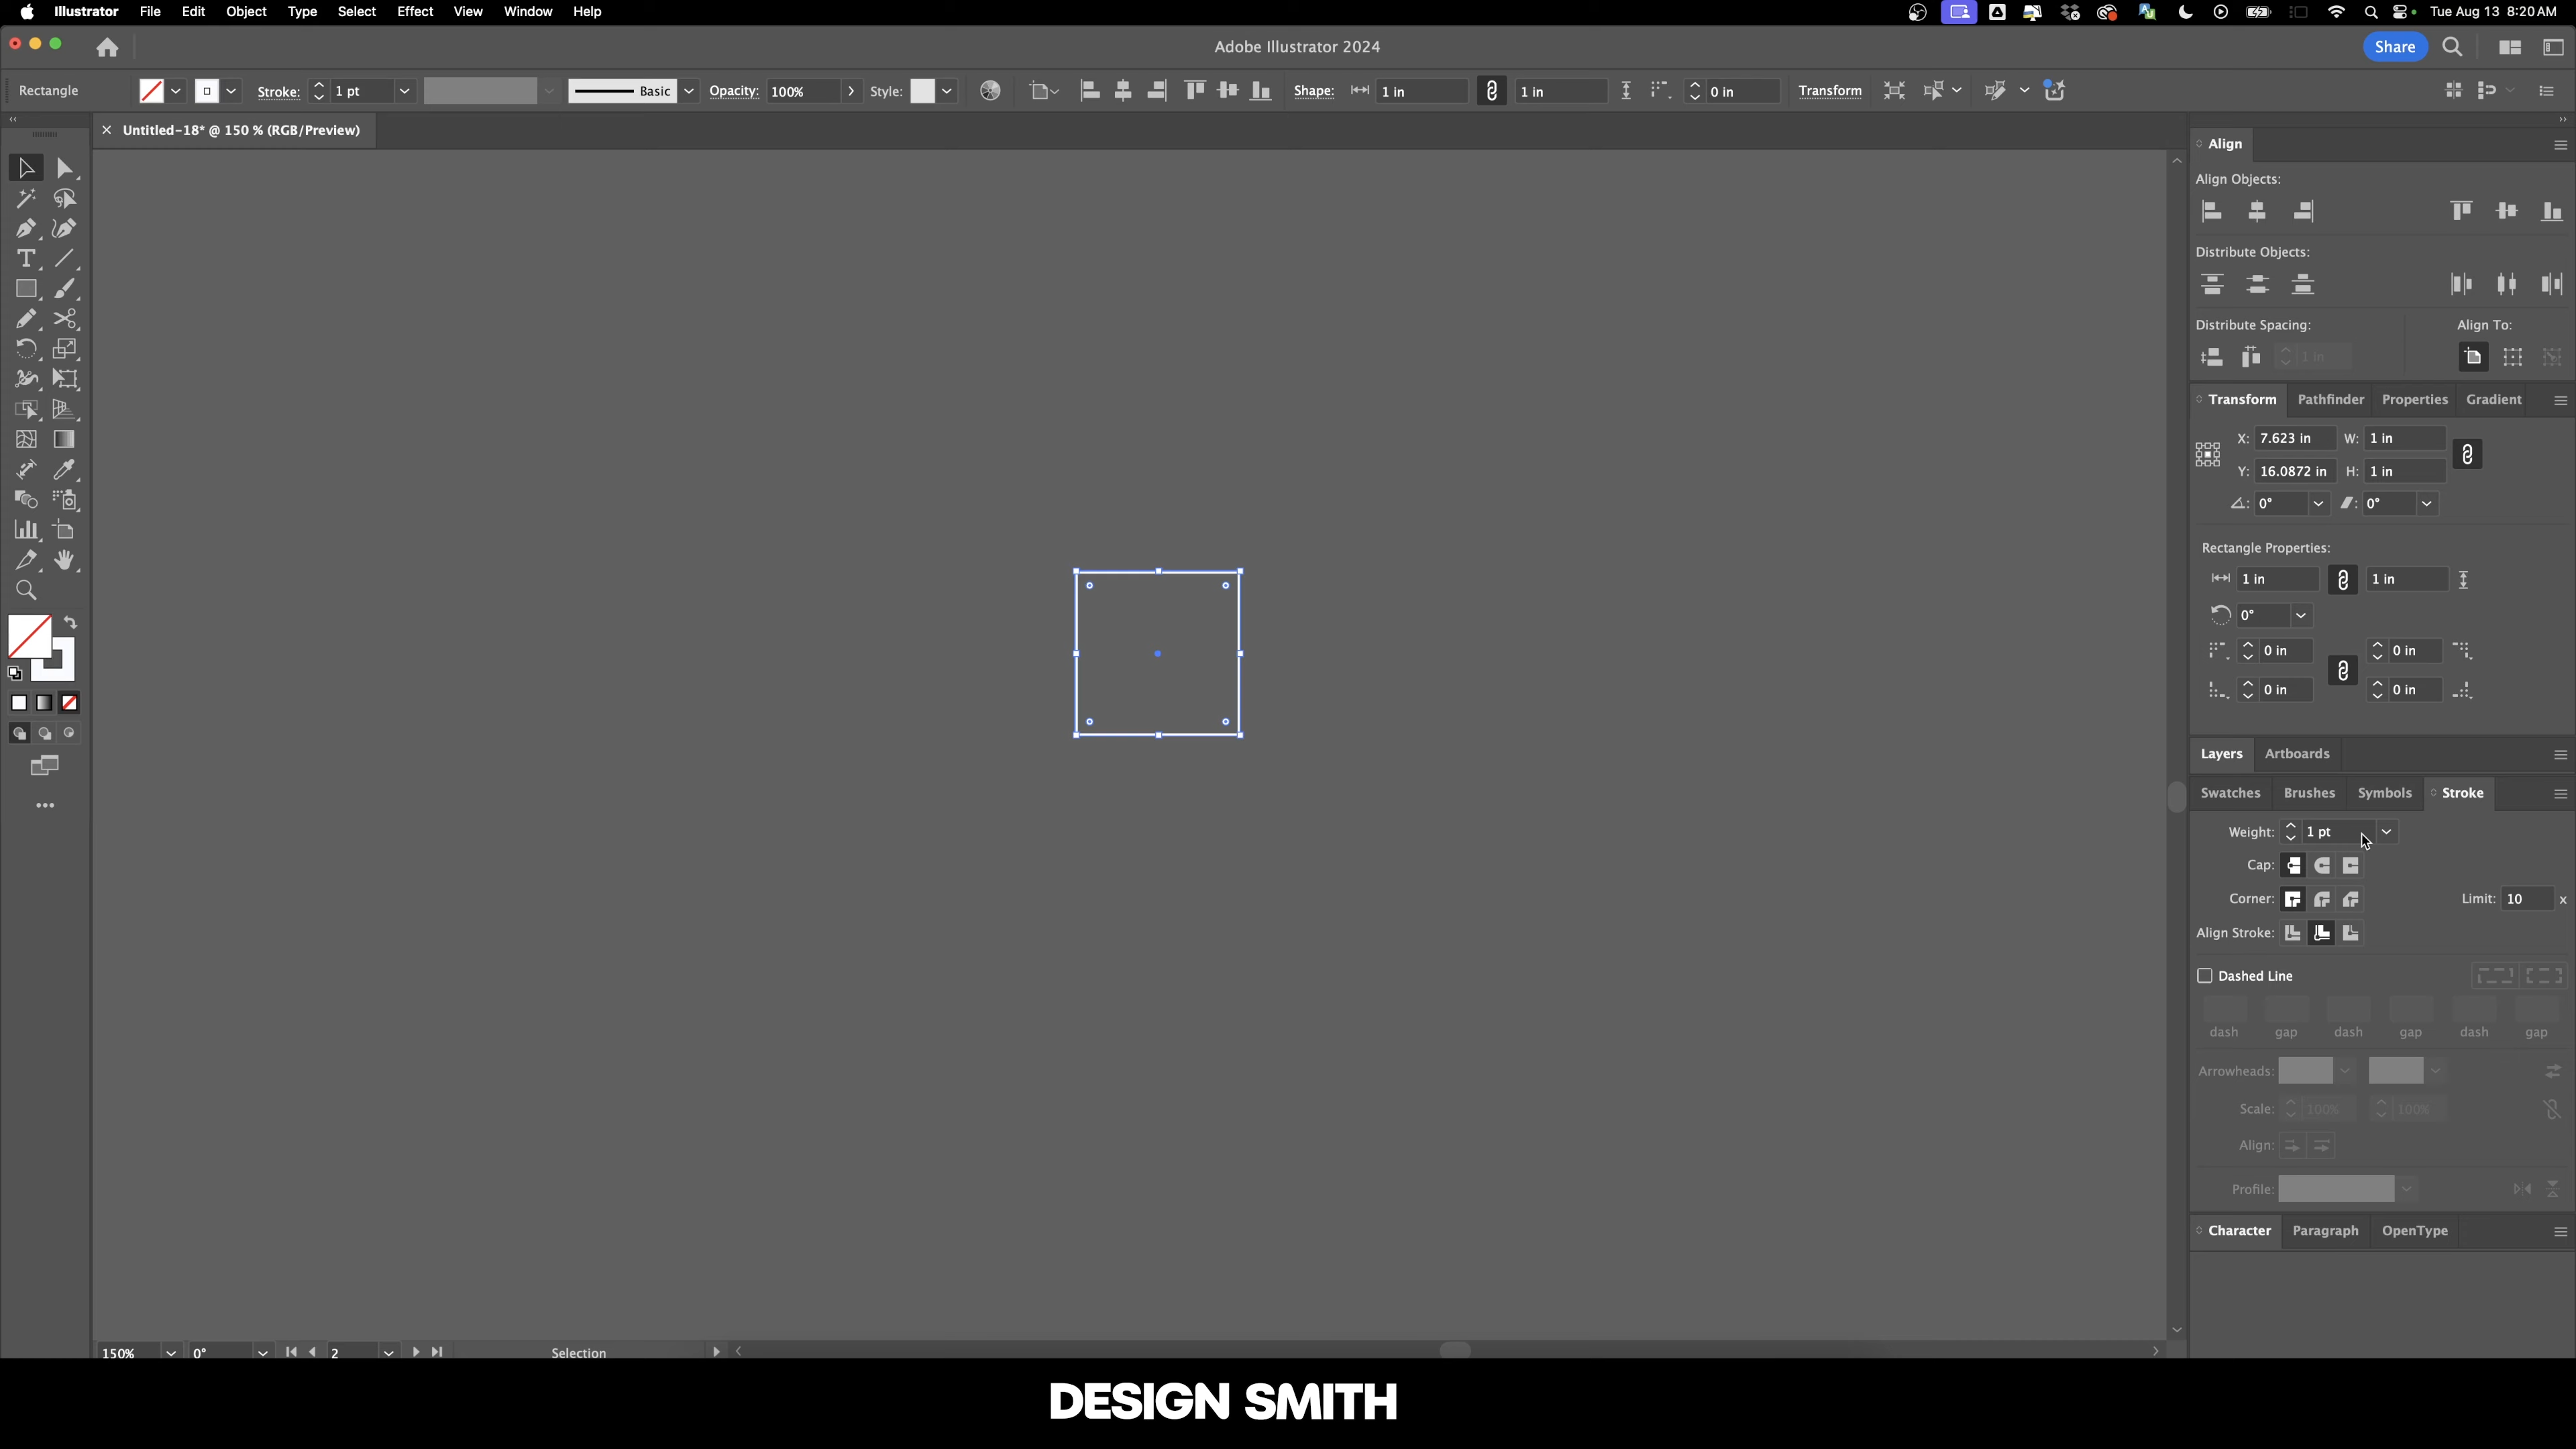 Illustrator File Edit Object Type Select Effect View Window Help Tue Aug 13 8:20 AM
Adobe Illustrator 2024 Share
Rectangle Stroke: 1 pt Basic Opacity: 100% Style: Shape: 1 in 1 in 0 in Transform
× Untitled-18* @ 150 % (RGB/Preview)
Align
Align Objects:
Distribute Objects:
Distribute Spacing: Align To:
1 in
Transform Pathfinder Properties Gradient
X: 7.623 in W: 1 in
Y: 16.0872 in H: 1 in
0° 0°
Rectangle Properties:
1 in 1 in
0°
0 in 0 in
0 in 0 in
Layers Artboards
Swatches Brushes Symbols Stroke
Weight: 1 pt
Cap:
Corner: Limit: 10 x
Align Stroke:
Dashed Line
dash gap dash gap dash gap
Arrowheads:
Scale: 100% 100%
Align:
Profile:
Character Paragraph OpenType
150% 0° 2 Selection
DESIGN SMITH